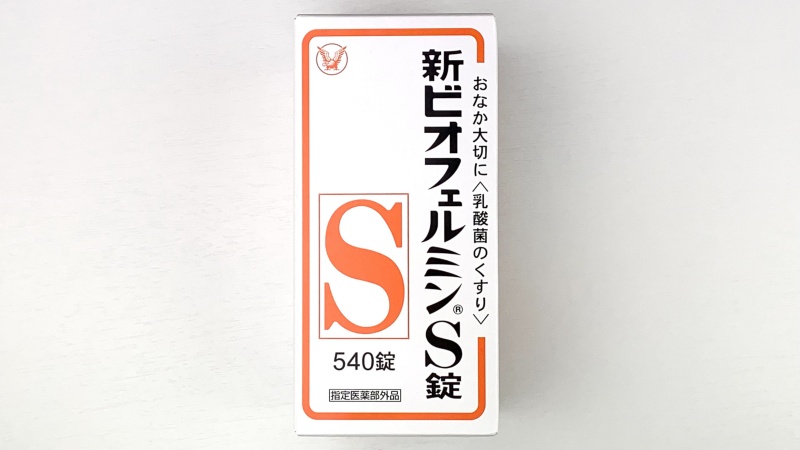 おなか大切に〈乳酸菌のくすり〉
新ビオフェルミン®S錠
S
540錠
指定医薬部外品